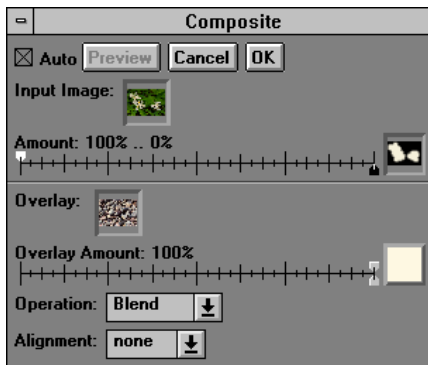 Composite
Auto Preview Cancel OK
Input Image:
Amount: 100% .. 0%
Overlay:
Overlay Amount: 100%
Operation: Blend
Alignment: none